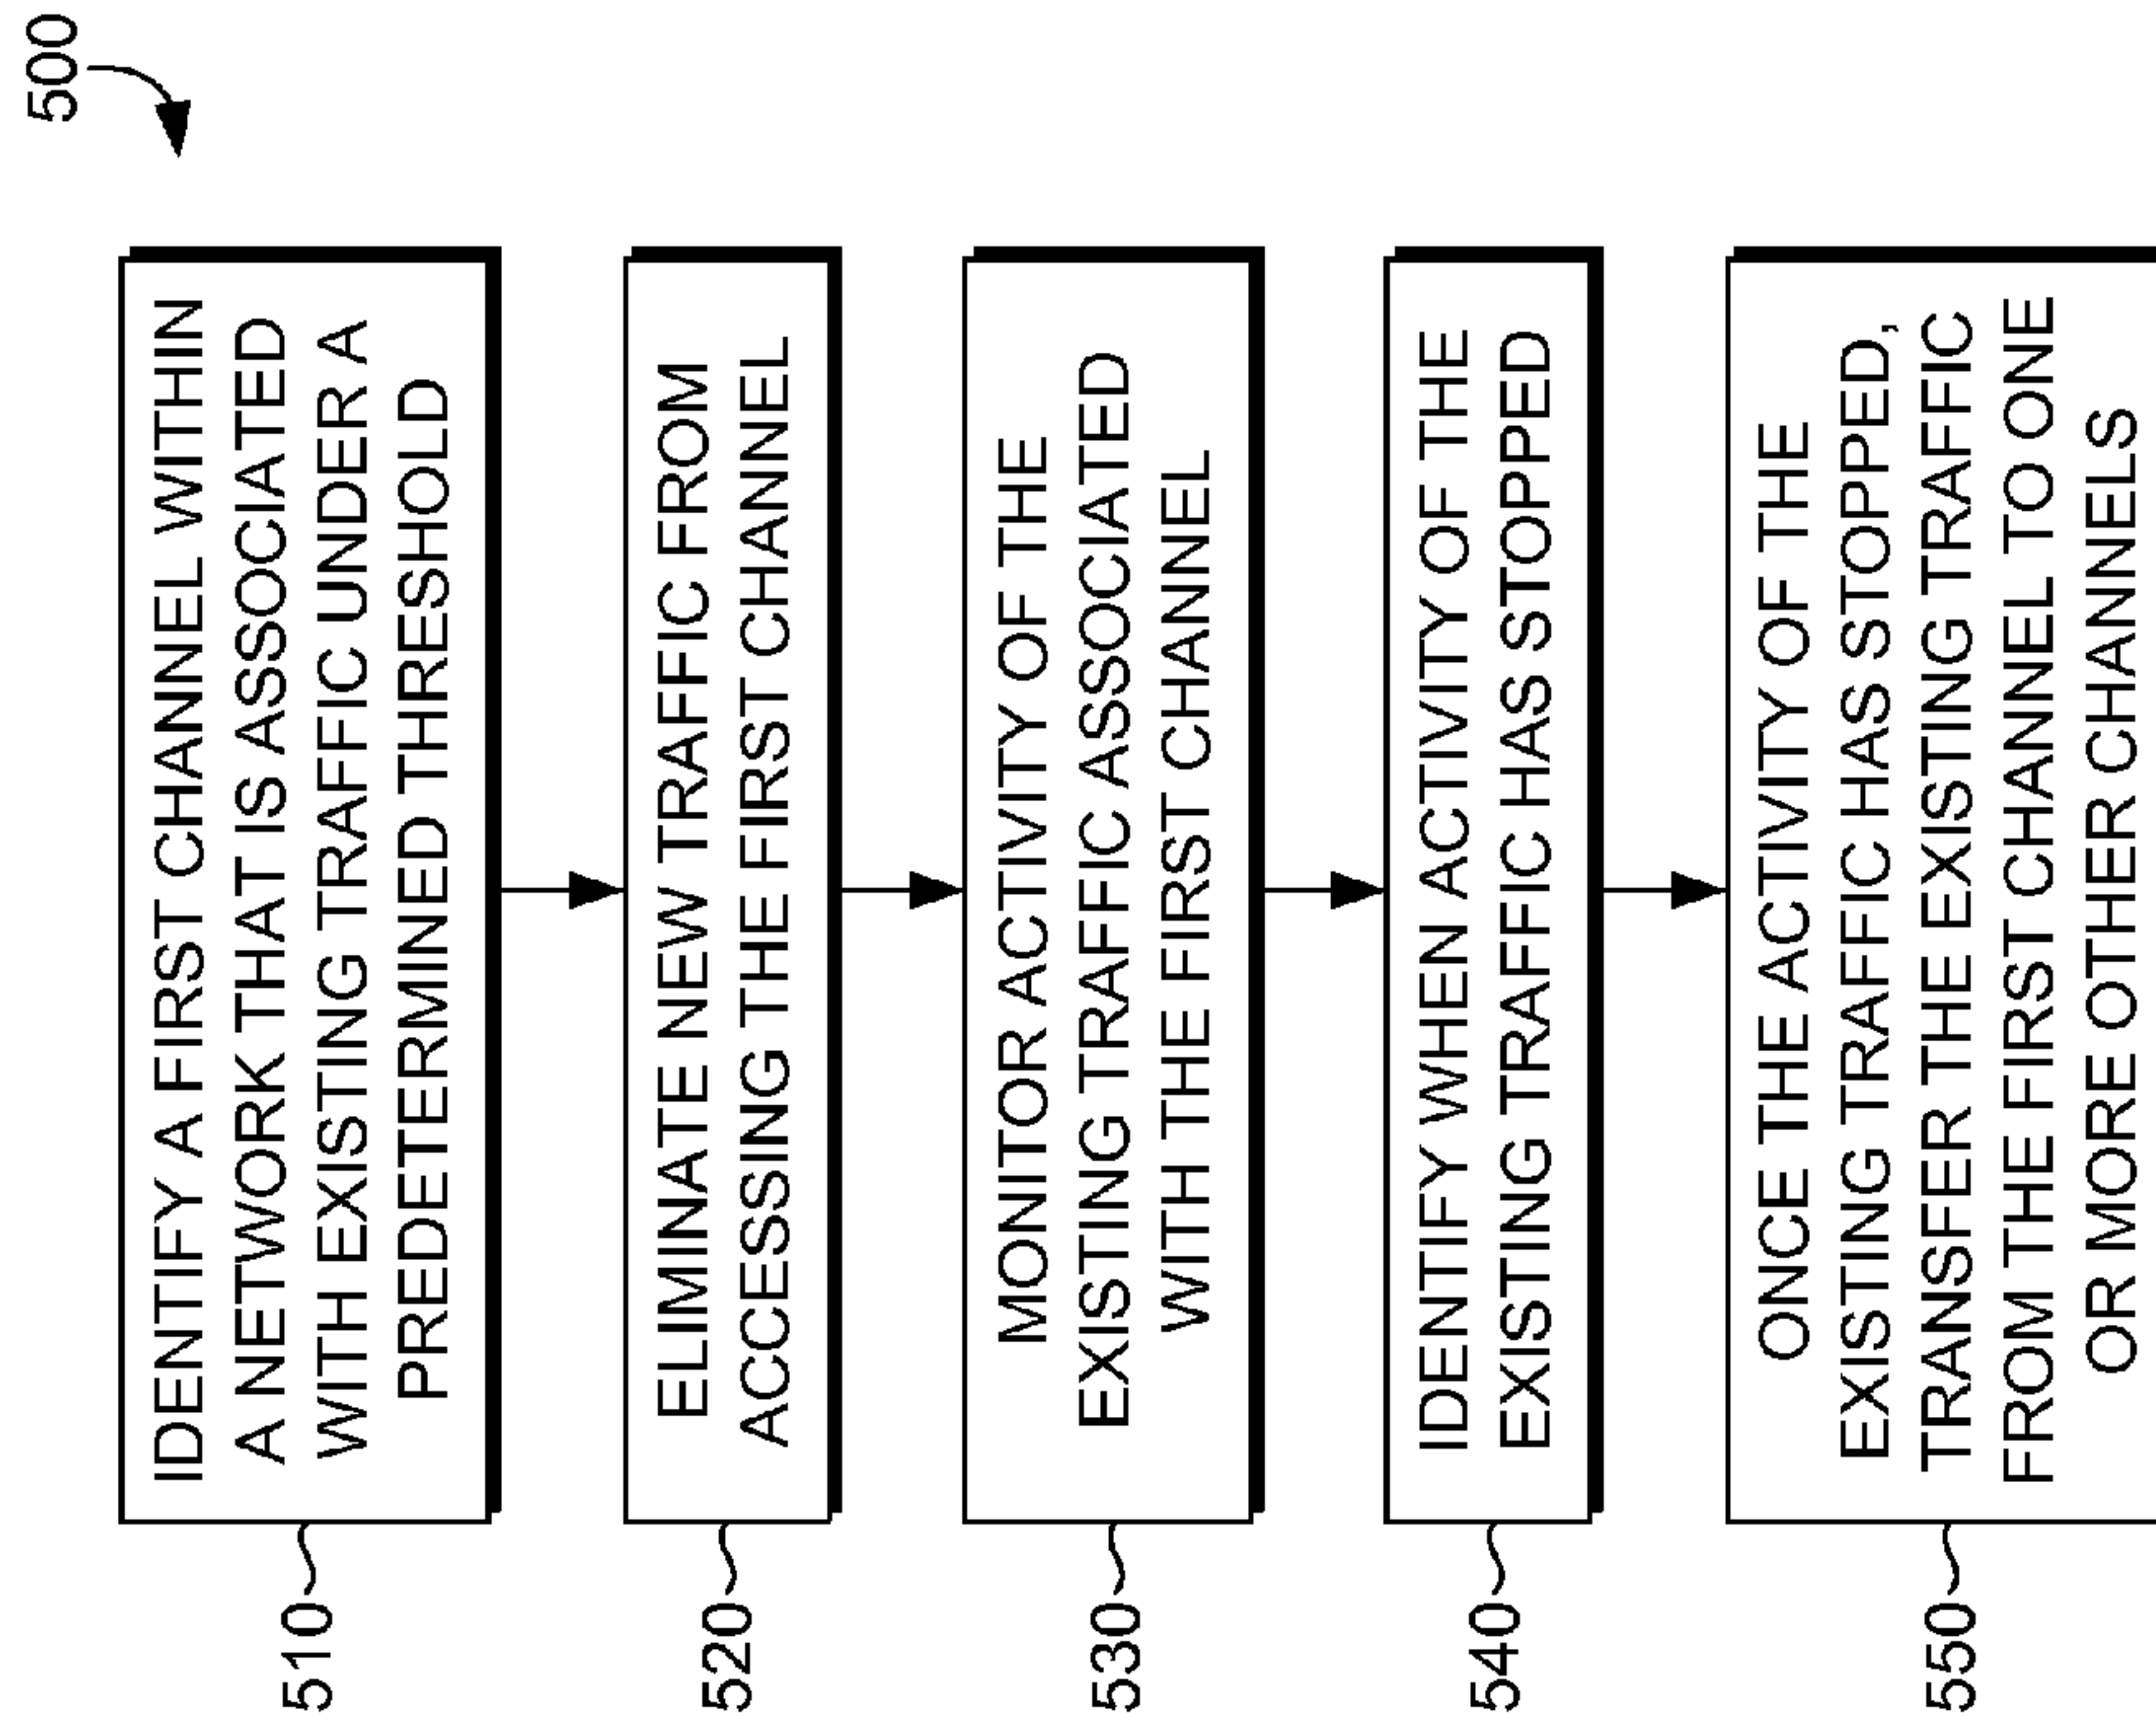 500
510
IDENTIFY A FIRST CHANNEL WITHIN
A NETWORK THAT IS ASSOCIATED
WITH EXISTING TRAFFIC UNDER A
PREDETERMINED THRESHOLD
520
ELIMINATE NEW TRAFFIC FROM
ACCESSING THE FIRST CHANNEL
530
MONITOR ACTIVITY OF THE
EXISTING TRAFFIC ASSOCIATED
WITH THE FIRST CHANNEL
540
IDENTIFY WHEN ACTIVITY OF THE
EXISTING TRAFFIC HAS STOPPED
550
ONCE THE ACTIVITY OF THE
EXISTING TRAFFIC HAS STOPPED,
TRANSFER THE EXISTING TRAFFIC
FROM THE FIRST CHANNEL TO ONE
OR MORE OTHER CHANNELS